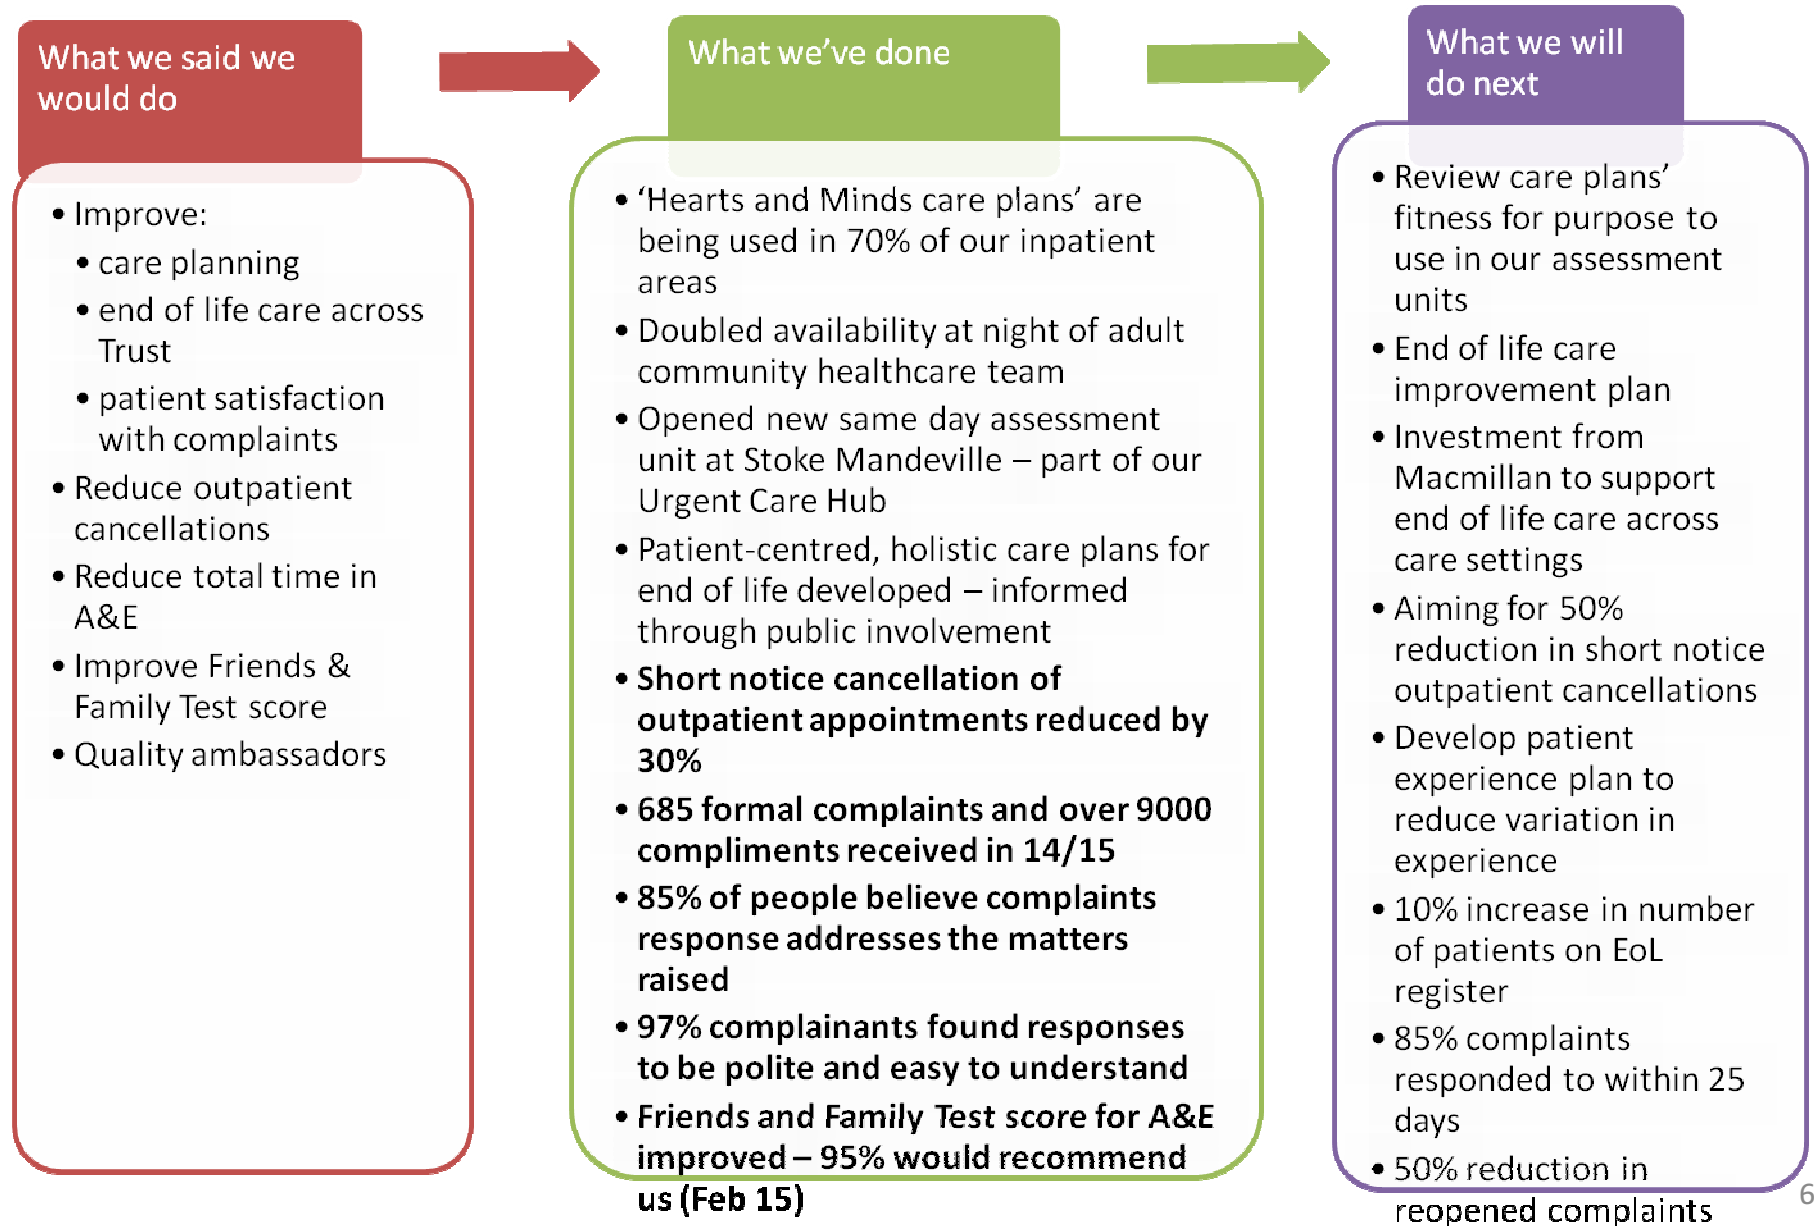 What we said we
would do
• Improve:
• care planning
• end of life care across
Trust
• patient satisfaction
with complaints
• Reduce outpatient
cancellations
• Reduce total time in
A&E
• Improve Friends &
Family Test score
• Quality ambassadors
What we’ve done
• ‘Hearts and Minds care plans’ are
being used in 70% of our inpatient
areas
• Doubled availability at night of adult
community healthcare team
• Opened new same day assessment
unit at Stoke Mandeville – part of our
Urgent Care Hub
• Patient-centred, holistic care plans for
end of life developed – informed
through public involvement
• Short notice cancellation of
outpatient appointments reduced by
30%
• 685 formal complaints and over 9000
compliments received in 14/15
• 85% of people believe complaints
response addresses the matters
raised
• 97% complainants found responses
to be polite and easy to understand
• Friends and Family Test score for A&E
improved – 95% would recommend
us (Feb 15)
What we will
do next
• Review care plans’
fitness for purpose to
use in our assessment
units
• End of life care
improvement plan
• Investment from
Macmillan to support
end of life care across
care settings
• Aiming for 50%
reduction in short notice
outpatient cancellations
• Develop patient
experience plan to
reduce variation in
experience
• 10% increase in number
of patients on EoL
register
• 85% complaints
responded to within 25
days
• 50% reduction in
reopened complaints
6